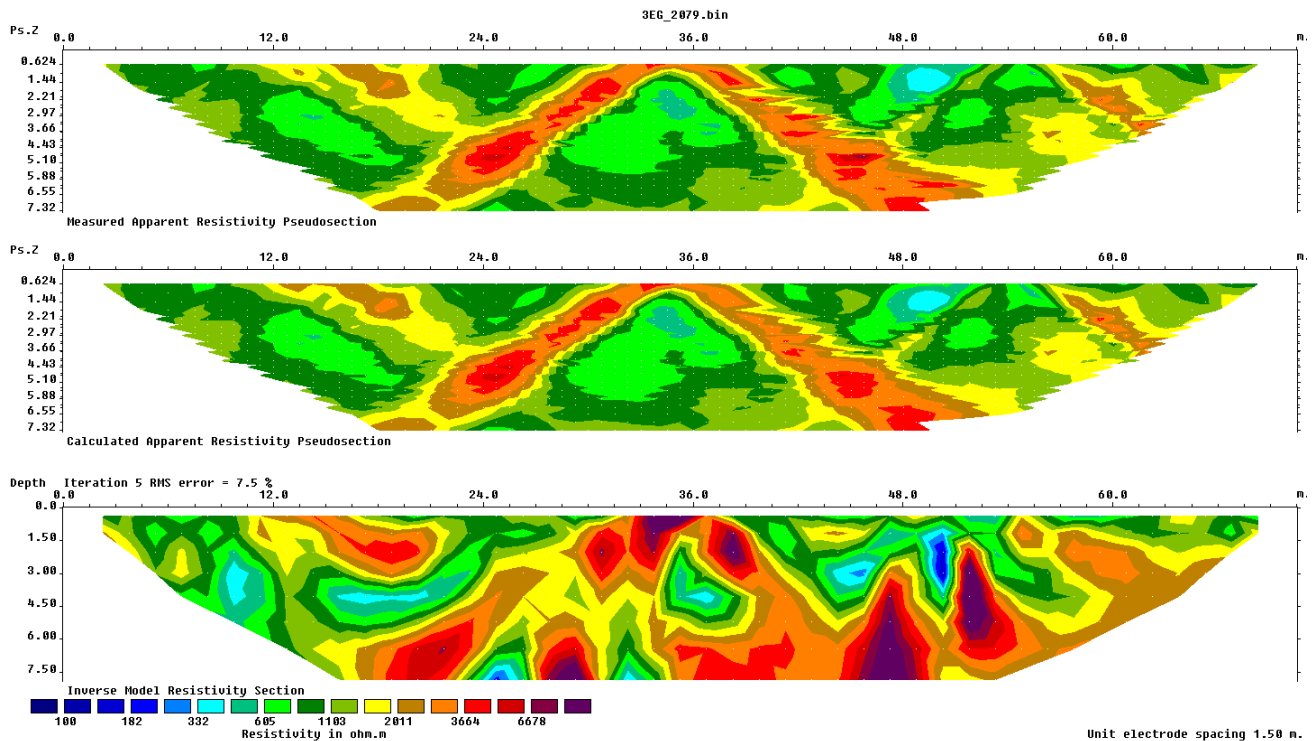 3EG_2079.bin
Ps.Z 0.0 12.0 24.0 36.0 48.0 60.0 m.
0.624
1.44
2.21
2.97
3.66
4.43
5.10
5.88
6.55
7.32
Measured Apparent Resistivity Pseudosection
Ps.Z 0.0 12.0 24.0 36.0 48.0 60.0 m.
0.624
1.44
2.21
2.97
3.66
4.43
5.10
5.88
6.55
7.32
Calculated Apparent Resistivity Pseudosection
Depth Iteration 5 RMS error = 7.5 %
0.0 12.0 24.0 36.0 48.0 60.0 m.
0.0
1.50
3.00
4.50
6.00
7.50
Inverse Model Resistivity Section
100 182 332 605 1103 2011 3664 6678
Resistivity in ohm.m Unit electrode spacing 1.50 m.